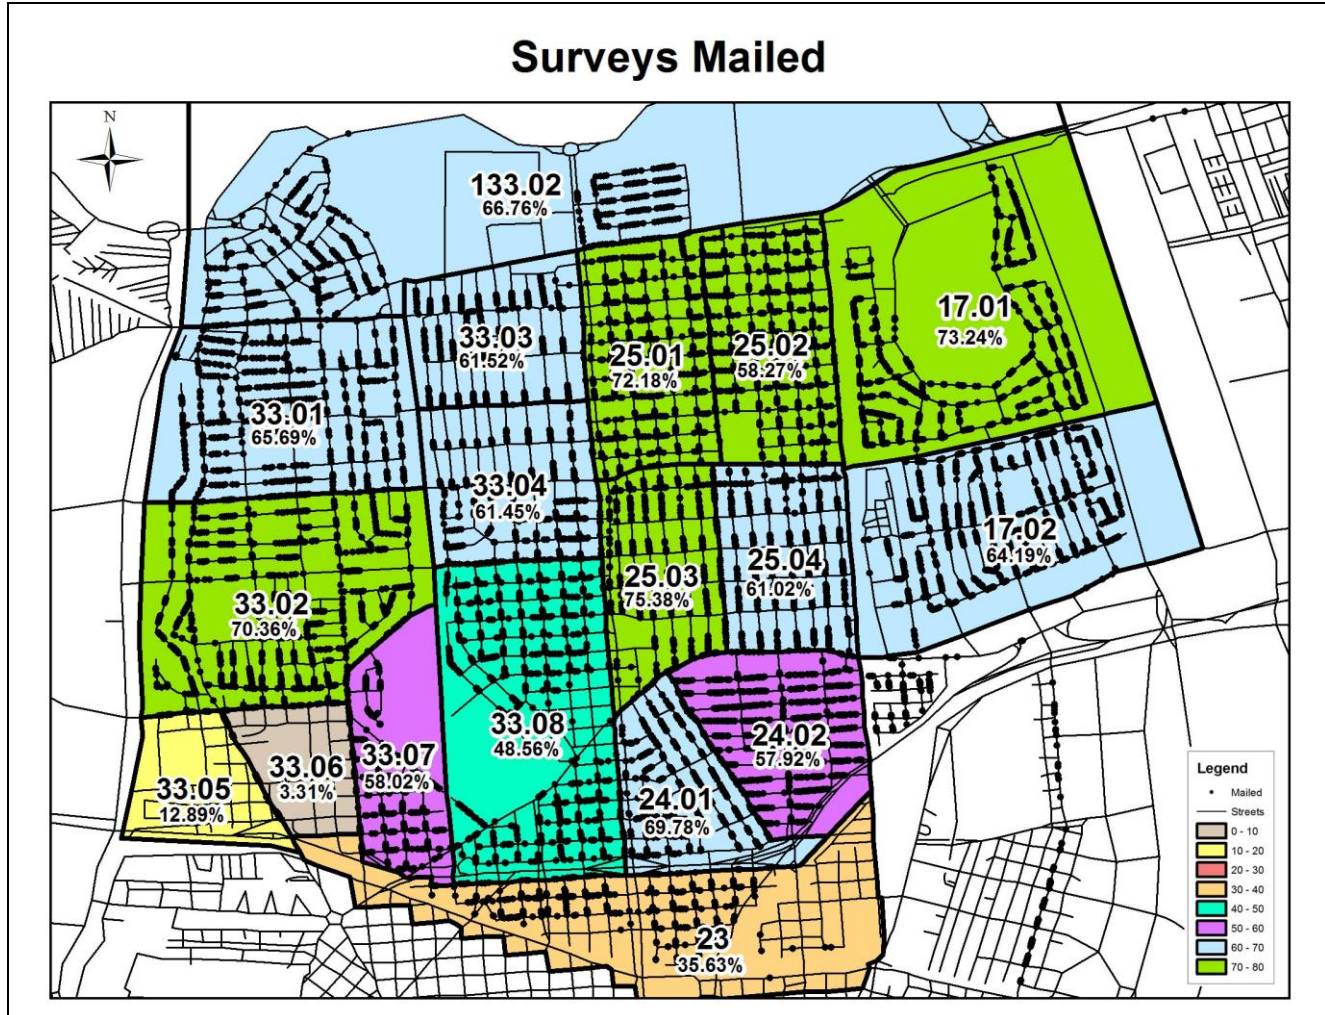 Surveys Mailed
N
133.02
66.76%
17.01
73.24%
33.03
61.52%
25.01
72.18%
25.02
58.27%
33.01
65.69%
33.04
61.45%
17.02
64.19%
25.03
75.38%
25.04
61.02%
33.02
70.36%
33.08
48.56%
24.02
57.92%
33.07
58.02%
33.06
3.31%
33.05
12.89%
24.01
69.78%
23
35.63%
Legend
Mailed
Streets
0 - 10
10 - 20
20 - 30
30 - 40
40 - 50
50 - 60
60 - 70
70 - 80